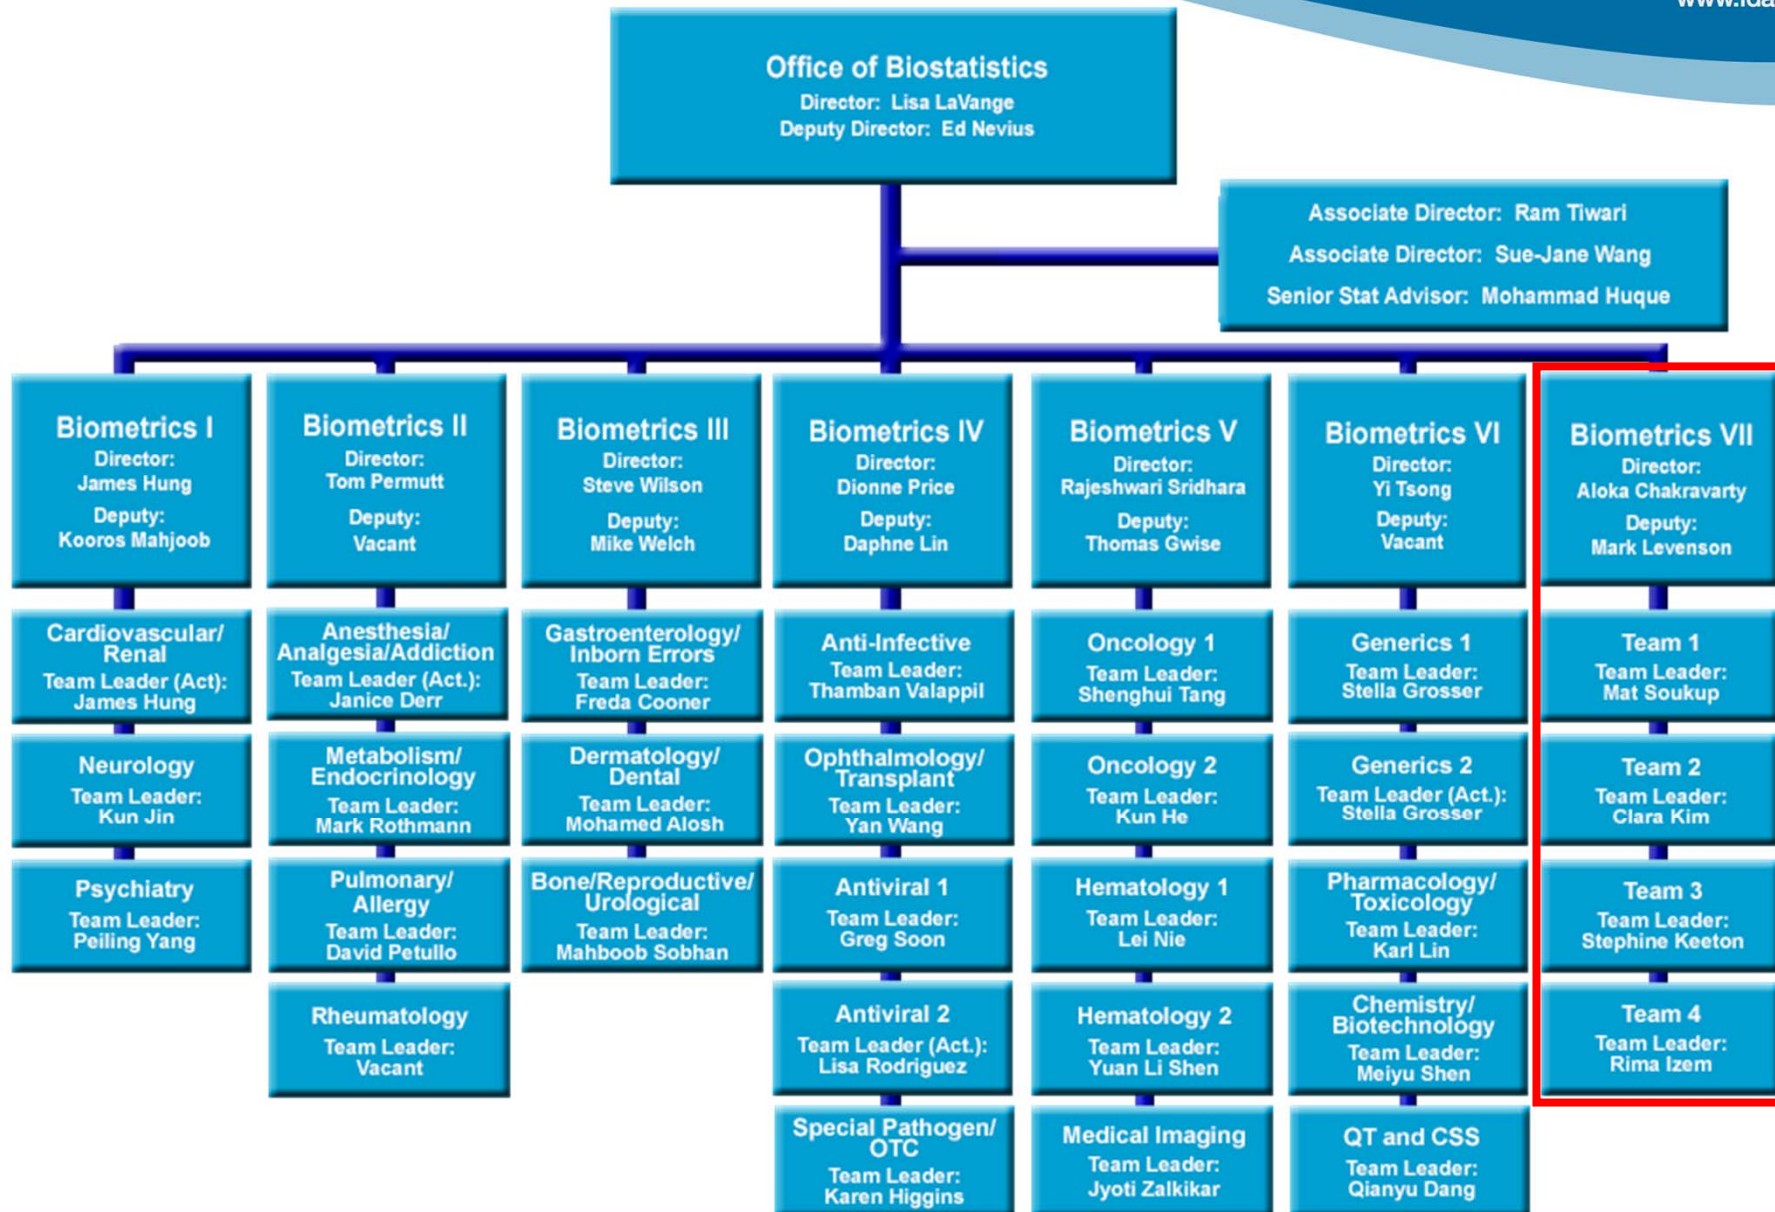 Office of Biostatistics
Director: Lisa LaVange
Deputy Director: Ed Nevius
Associate Director: Ram Tiwari
Associate Director: Sue-Jane Wang
Senior Stat Advisor: Mohammad Huque
Biometrics I
Director:
James Hung
Deputy:
Kooros Mahjoob
Cardiovascular/
Renal
Team Leader (Act):
James Hung
Neurology
Team Leader:
Kun Jin
Psychiatry
Team Leader:
Peiling Yang
Biometrics II
Director:
Tom Permutt
Deputy:
Vacant
Anesthesia/
Analgesia/Addiction
Team Leader (Act.):
Janice Derr
Metabolism/
Endocrinology
Team Leader:
Mark Rothmann
Pulmonary/
Allergy
Team Leader:
David Petullo
Rheumatology
Team Leader:
Vacant
Biometrics III
Director:
Steve Wilson
Deputy:
Mike Welch
Gastroenterology/
Inborn Errors
Team Leader:
Freda Cooner
Dermatology/
Dental
Team Leader:
Mohamed Alosh
Bone/Reproductive/
Urological
Team Leader:
Mahboob Sobhan
Biometrics IV
Director:
Dionne Price
Deputy:
Daphne Lin
Anti-Infective
Team Leader:
Thamban Valappil
Ophthalmology/
Transplant
Team Leader:
Yan Wang
Antiviral 1
Team Leader:
Greg Soon
Antiviral 2
Team Leader (Act.):
Lisa Rodriguez
Special Pathogen/
OTC
Team Leader:
Karen Higgins
Biometrics V
Director:
Rajeshwari Sridhara
Deputy:
Thomas Gwise
Oncology 1
Team Leader:
Shenghui Tang
Oncology 2
Team Leader:
Kun He
Hematology 1
Team Leader:
Lei Nie
Hematology 2
Team Leader:
Yuan Li Shen
Medical Imaging
Team Leader:
Jyoti Zalkikar
Biometrics VI
Director:
Yi Tsong
Deputy:
Vacant
Generics 1
Team Leader:
Stella Grosser
Generics 2
Team Leader (Act.):
Stella Grosser
Pharmacology/
Toxicology
Team Leader:
Karl Lin
Chemistry/
Biotechnology
Team Leader:
Meiyu Shen
QT and CSS
Team Leader:
Qianyu Dang
Biometrics VII
Director:
Aloka Chakravarty
Deputy:
Mark Levenson
Team 1
Team Leader:
Mat Soukup
Team 2
Team Leader:
Clara Kim
Team 3
Team Leader:
Stephine Keeton
Team 4
Team Leader:
Rima Izem